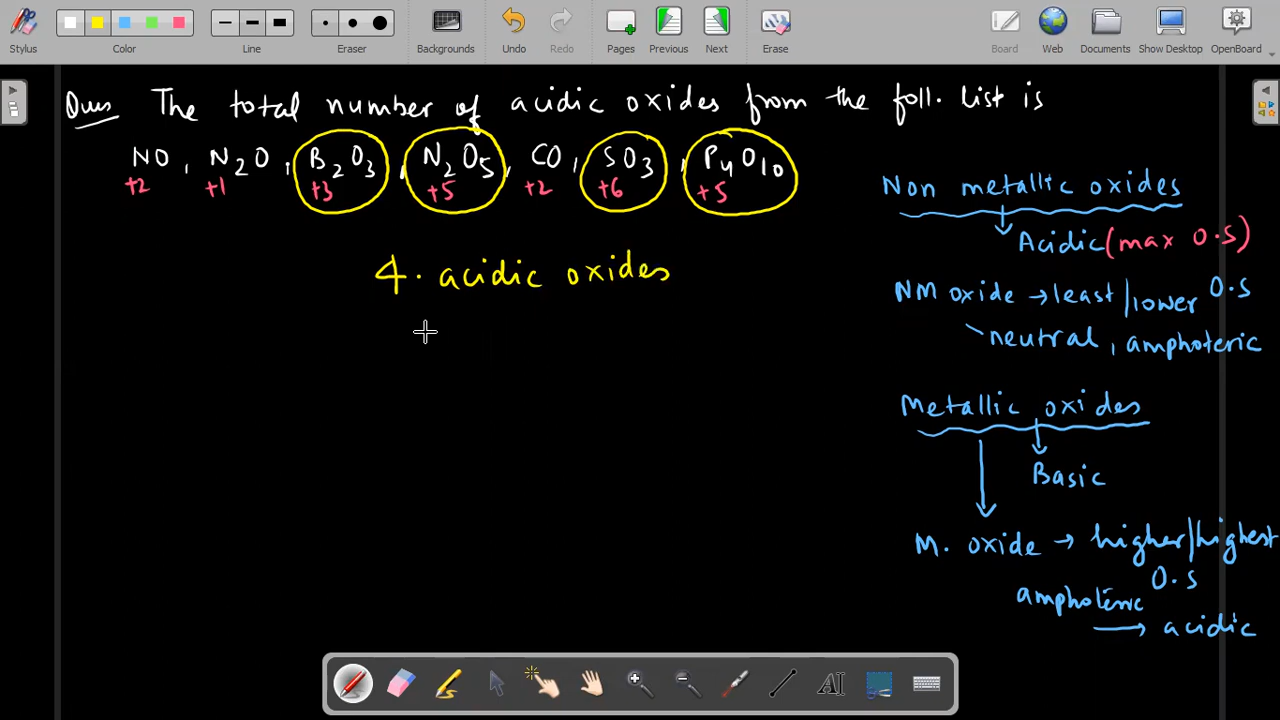 Stylus Color Line Eraser Backgrounds Undo Redo Pages Previous Next Erase Board Web Documents Show Desktop OpenBoard
Ques The total number of acidic oxides from the foll. list is
NO, N2O, B2O3, N2O5, CO, SO3, P4O10
+2 +1 +3 +5 +2 +6 +5
4. acidic oxides
Non metallic oxides
Acidic (max O.S)
NM oxide → least/lower O.S
neutral, amphoteric
Metallic oxides
Basic
M. oxide → higher/highest
O.S
amphoteric
→ acidic
AI